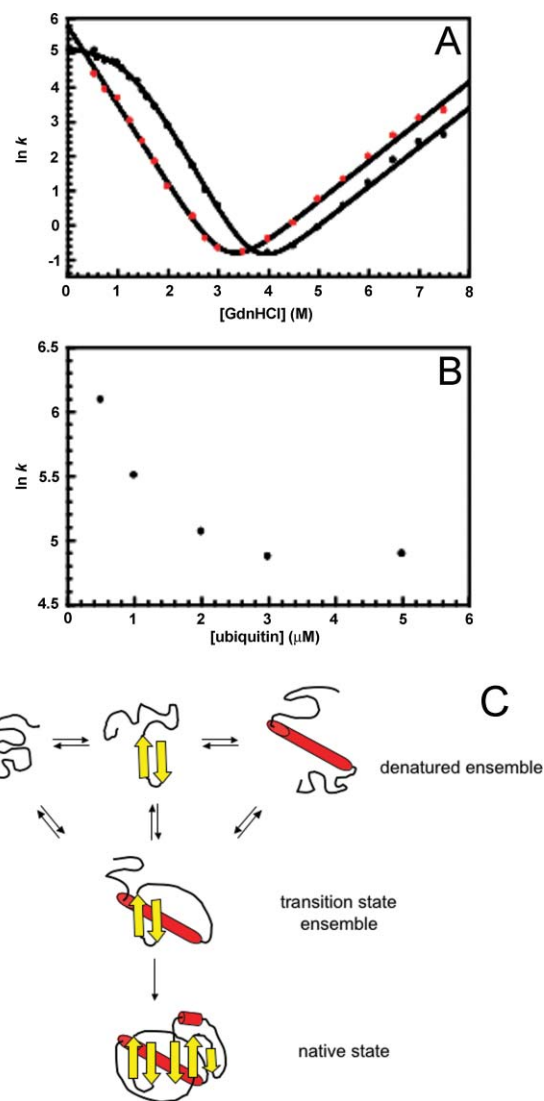 A
6
5
4
3
2
1
0
-1
ln k
0 1 2 3 4 5 6 7 8
[GdnHCl] (M)
B
6.5
6
5.5
5
4.5
ln k
0 1 2 3 4 5 6
[ubiquitin] (μM)
C
denatured ensemble
transition state
ensemble
native state